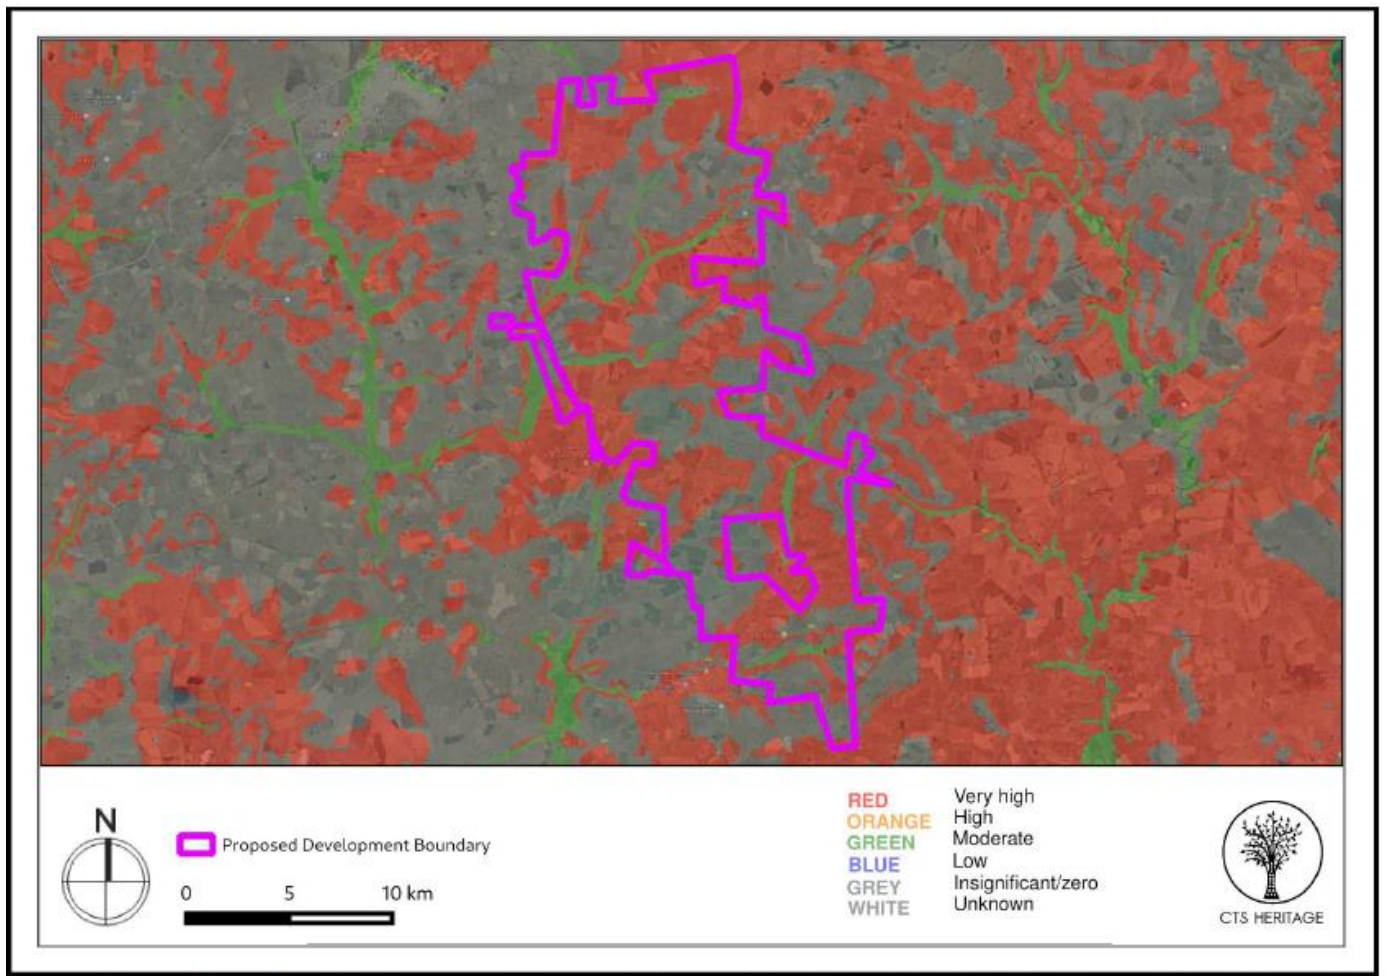 N
Proposed Development Boundary
0 5 10 km
RED Very high
ORANGE High
GREEN Moderate
BLUE Low
GREY Insignificant/zero
WHITE Unknown
CTS HERITAGE